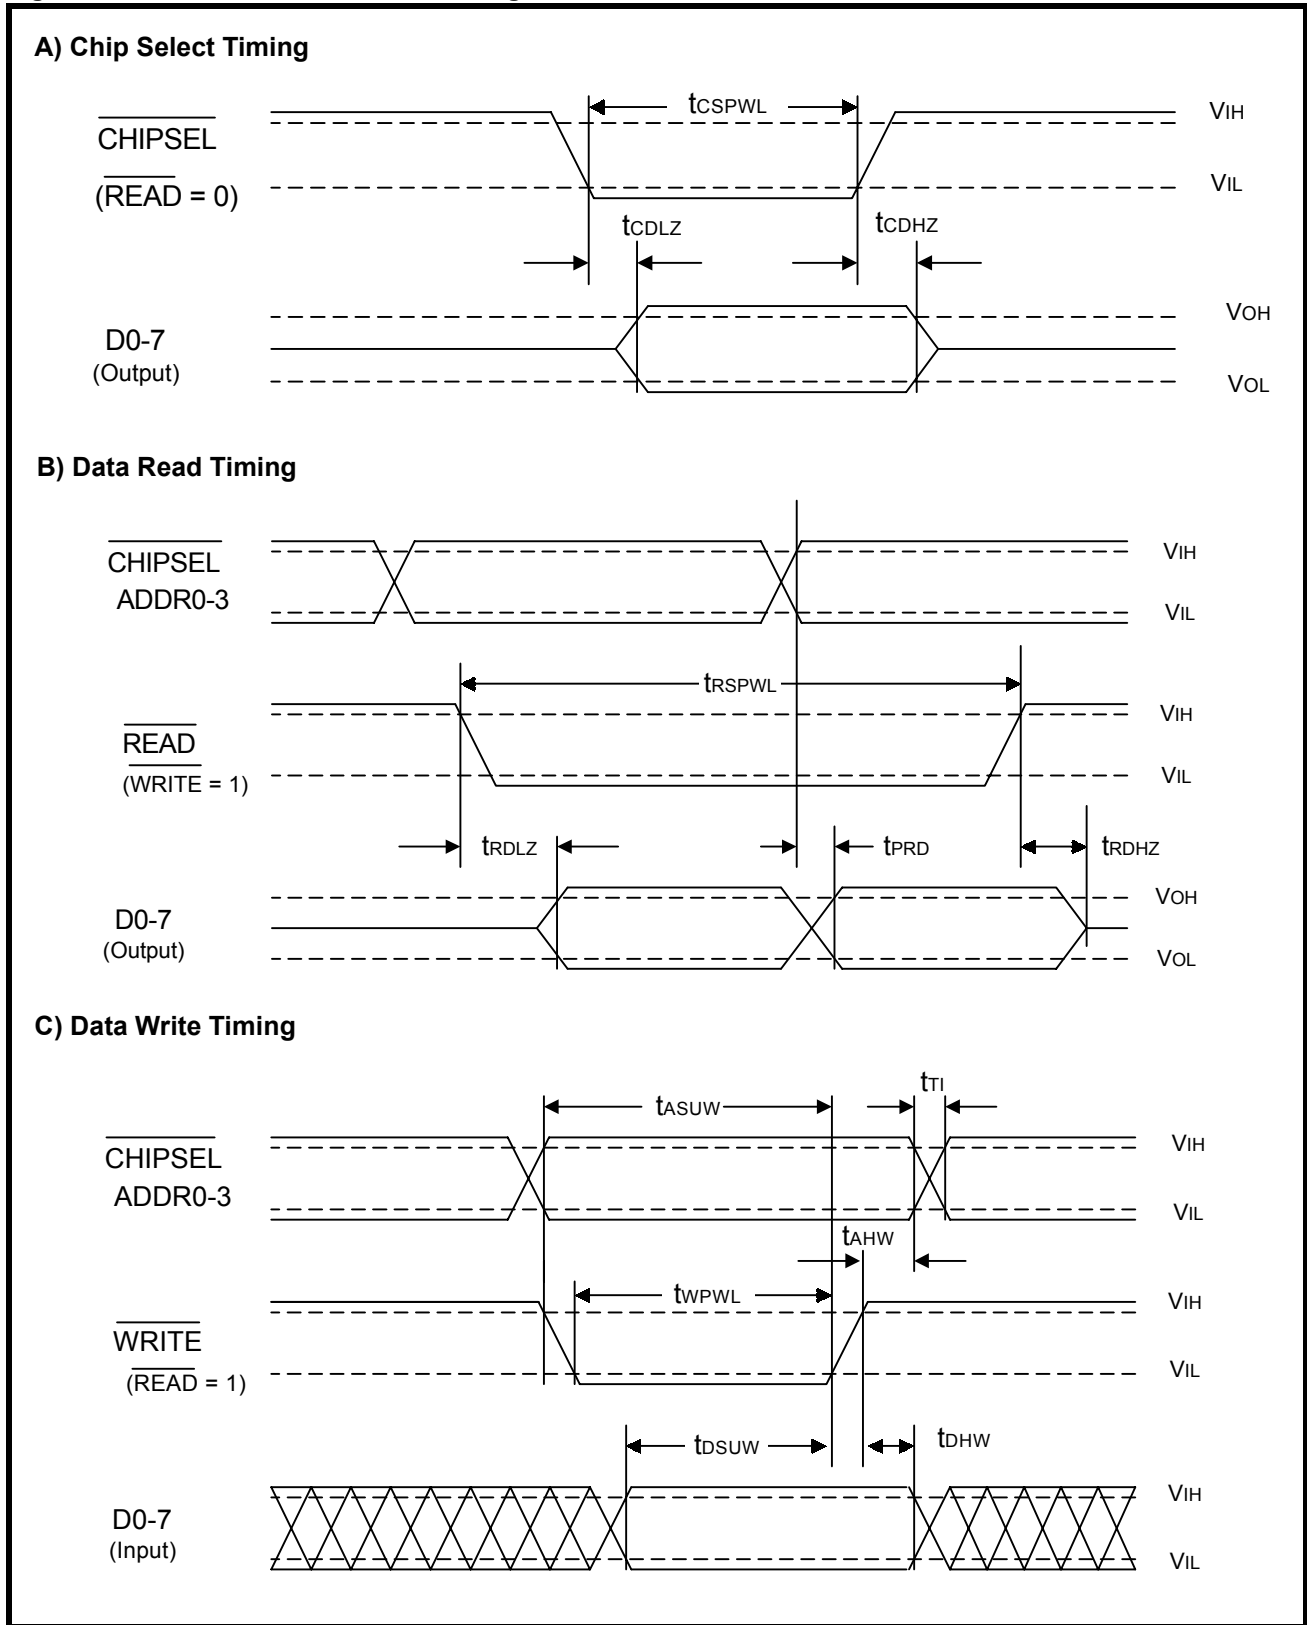 A) Chip Select Timing
tCSPWL
VIH
CHIPSEL
(READ = 0)
VIL
tCDLZ
tCDHZ
VOH
D0-7
(Output)
VOL
B) Data Read Timing
CHIPSEL
VIH
ADDR0-3
VIL
tRSPWL
VIH
READ
(WRITE = 1)
VIL
tRDLZ
tPRD
tRDHZ
VOH
D0-7
(Output)
VOL
C) Data Write Timing
tTI
tASUW
VIH
CHIPSEL
ADDR0-3
VIL
tAHW
tWPWL
VIH
WRITE
(READ = 1)
VIL
tDSUW
tDHW
VIH
D0-7
(Input)
VIL